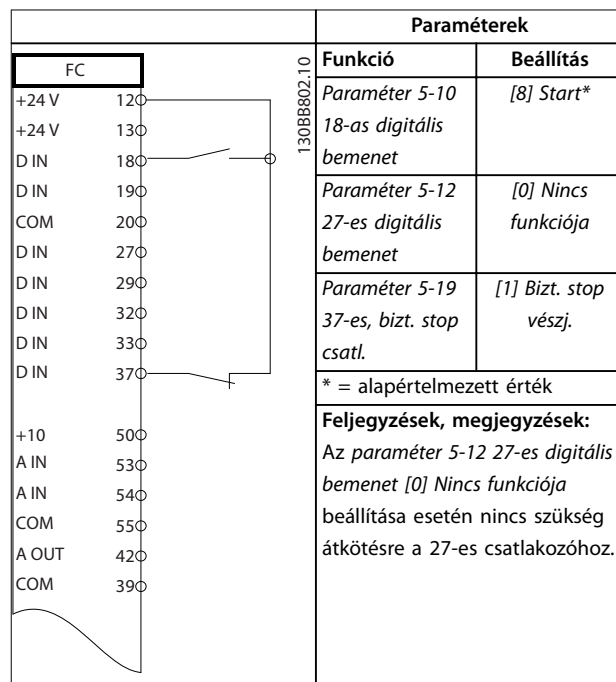 FC
+24 V 12
+24 V 13
D IN 18
D IN 19
COM 20
D IN 27
D IN 29
D IN 32
D IN 33
D IN 37
+10 50
A IN 53
A IN 54
COM 55
A OUT 42
COM 39
130BB802.10
Paraméterek
Funkció Beállítás
Paraméter 5-10 [8] Start*
18-as digitális
bemenet
Paraméter 5-12 [0] Nincs
27-es digitális funkciója
bemenet
Paraméter 5-19 [1] Bizt. stop
37-es, bizt. stop vészj.
csatl.
* = alapértelmezett érték
Feljegyzések, megjegyzések:
Az paraméter 5-12 27-es digitális
bemenet [0] Nincs funkciója
beállítása esetén nincs szükség
átkötésre a 27-es csatlakozóhoz.